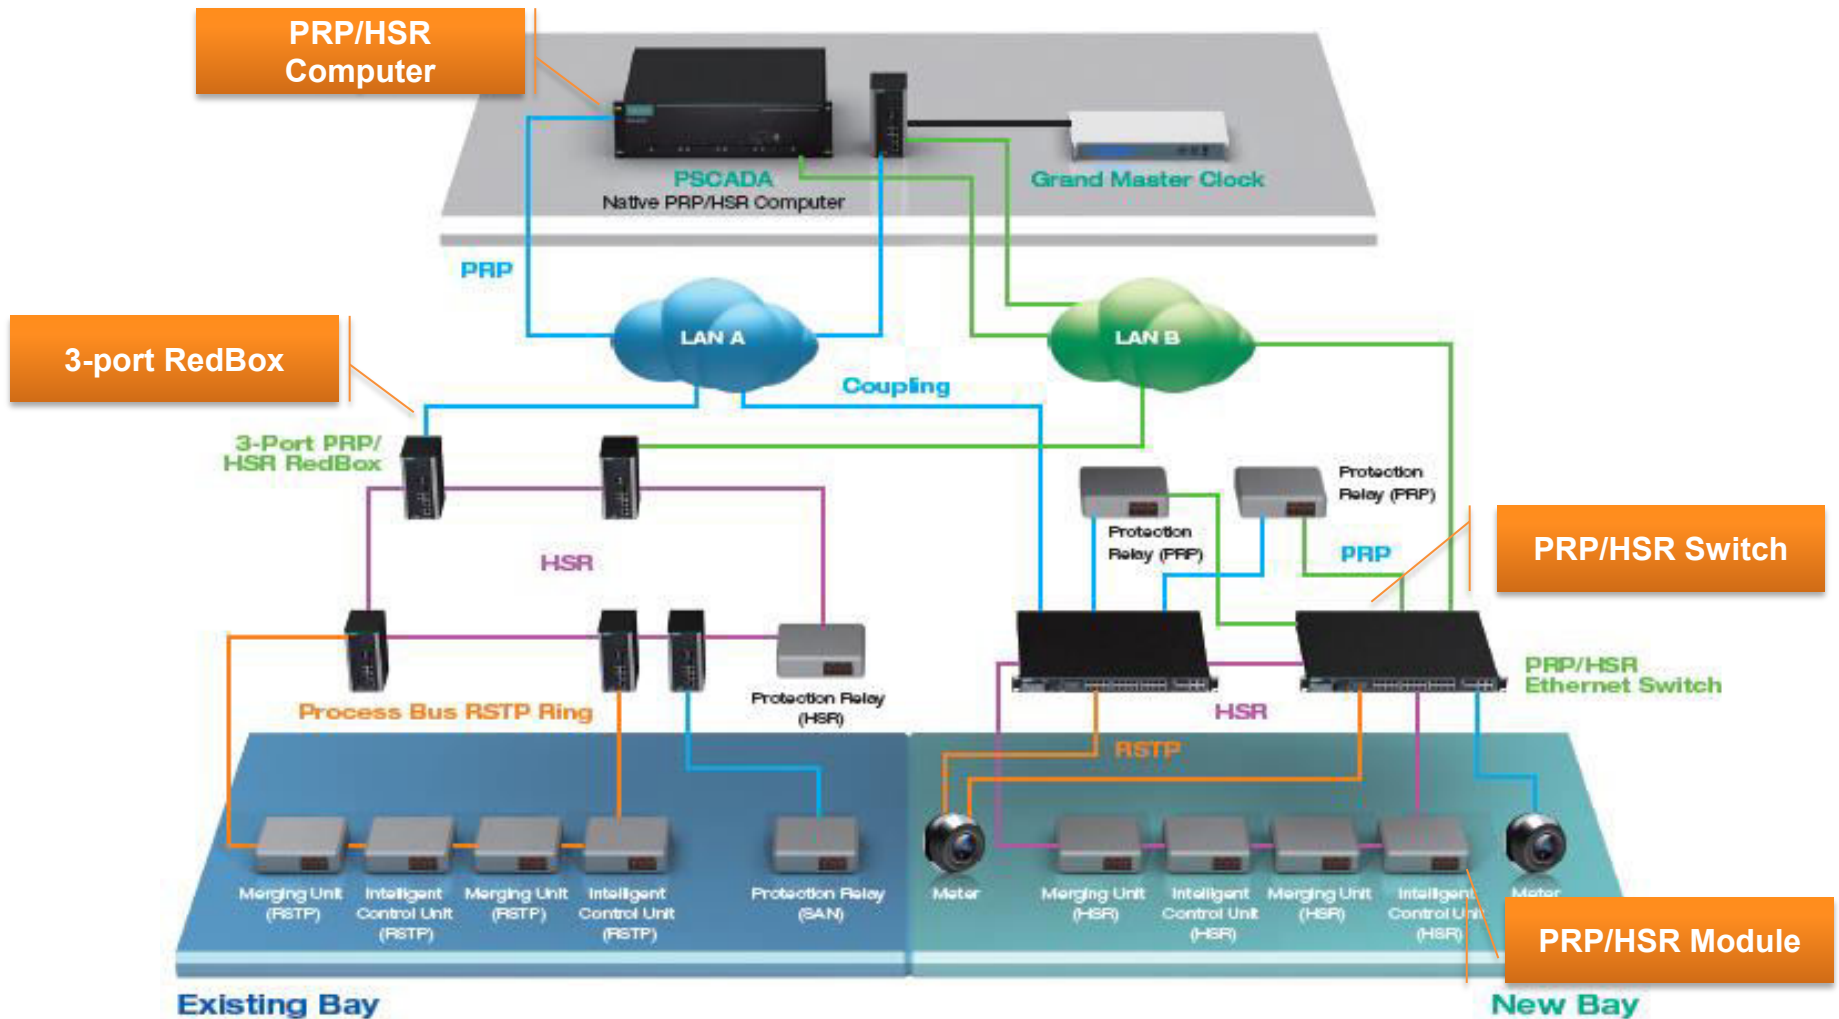 PRP/HSR
Computer
PSCADA
Native PRP/HSR Computer
Grand Master Clock
PRP
LAN A
LAN B
3-port RedBox
Coupling
3-Port PRP/
HSR RedBox
Protection
Relay (PRP)
Protection
Relay (PRP)
PRP
PRP/HSR Switch
HSR
PRP/HSR
Ethernet Switch
Process Bus RSTP Ring
Protection Relay
(HSR)
HSR
RSTP
Merging Unit
(RSTP)
Intelligent
Control Unit
(RSTP)
Merging Unit
(RSTP)
Intelligent
Control Unit
(RSTP)
Protection Relay
(SAN)
Meter
Merging Unit
(HSR)
Intelligent
Control Unit
(HSR)
Merging Unit
(HSR)
Intelligent
Control Unit
(HSR)
Meter
PRP/HSR Module
Existing Bay
New Bay